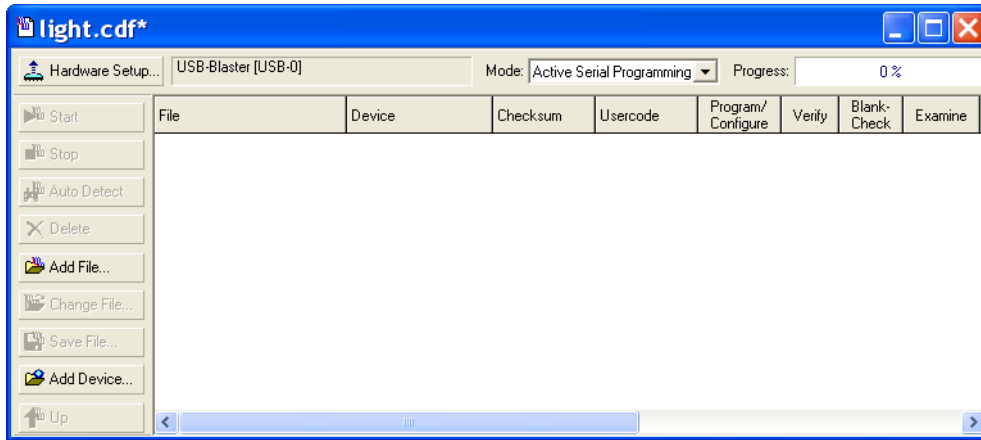 light.cdf*
Hardware Setup... USB-Blaster [USB-0] Mode: Active Serial Programming Progress: 0 %
Start
Stop
Auto Detect
Delete
Add File...
Change File...
Save File...
Add Device...
Up
File Device Checksum Usercode Program/ Configure Verify Blank- Check Examine